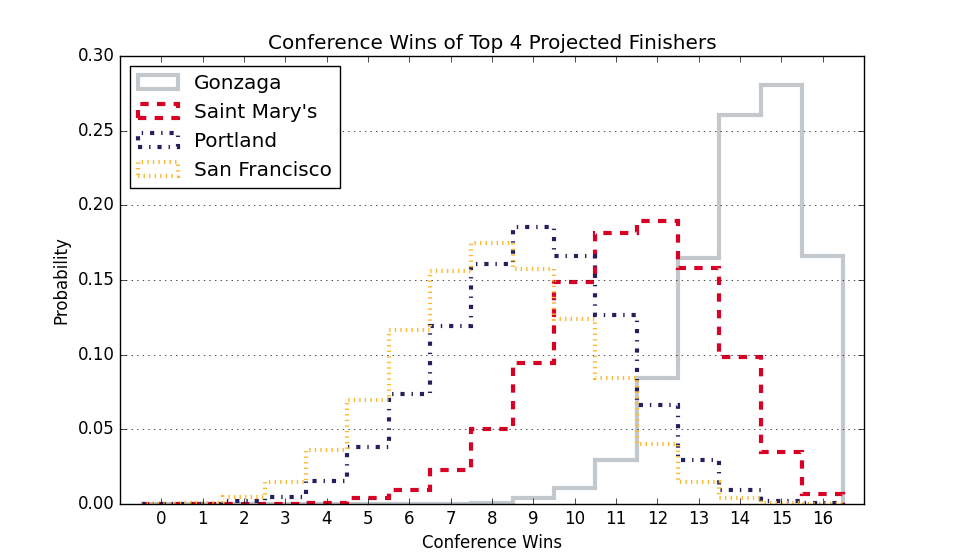 Conference Wins of Top 4 Projected Finishers
0.30
0.25
0.20
0.15
0.10
0.05
0.00
Probability
Gonzaga
Saint Mary's
Portland
San Francisco
0 1 2 3 4 5 6 7 8 9 10 11 12 13 14 15 16
Conference Wins